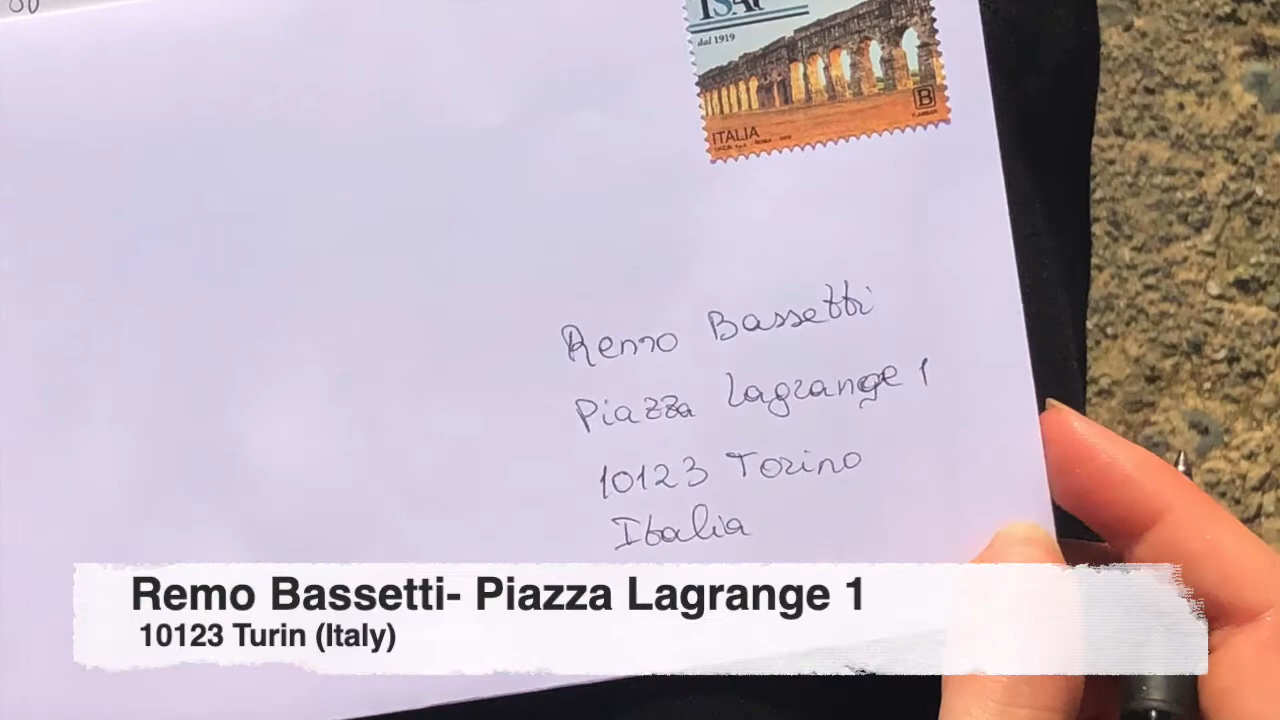 dal 1919
B
ITALIA
Remo Bassetti
Piazza Lagrange 1
10123 Torino
Italia
Remo Bassetti- Piazza Lagrange 1
10123 Turin (Italy)